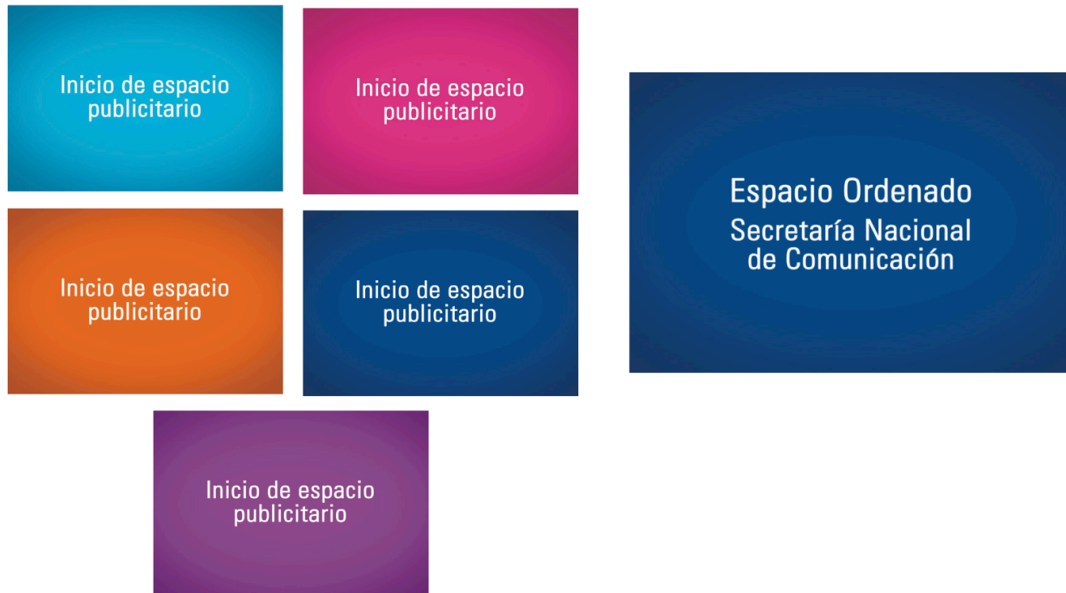 Inicio de espacio
publicitario
Inicio de espacio
publicitario
Espacio Ordenado
Secretaría Nacional
de Comunicación
Inicio de espacio
publicitario
Inicio de espacio
publicitario
Inicio de espacio
publicitario